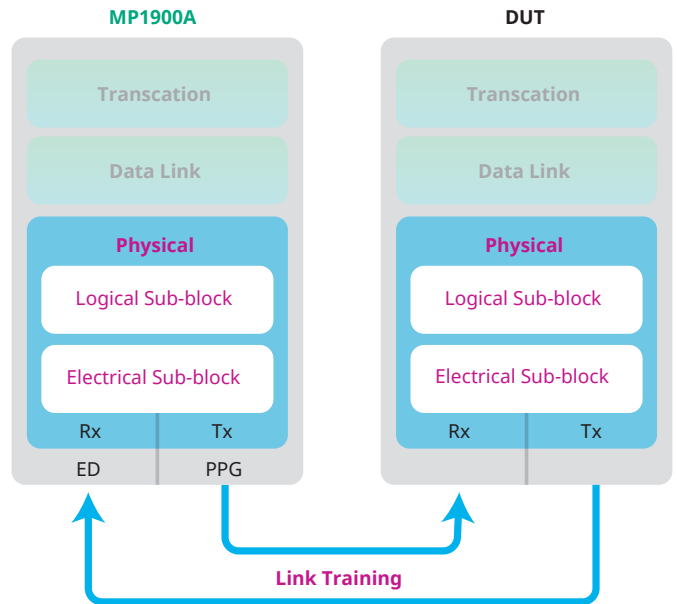 MP1900A
Transcation
Data Link
Physical
Logical Sub-block
Electrical Sub-block
Rx Tx
ED PPG
DUT
Transcation
Data Link
Physical
Logical Sub-block
Electrical Sub-block
Rx Tx
Link Training